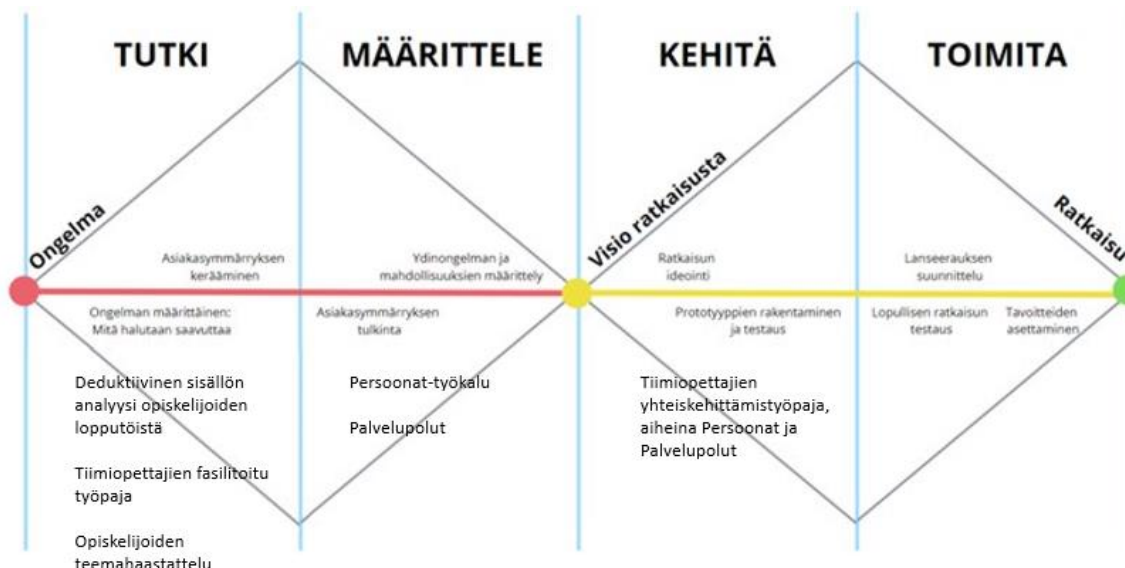 TUTKI
MÄÄRITTELE
KEHITÄ
TOIMITA
Ongelma
Visio ratkaisusta
Ratkaisu
Asiakasymmärryksen
kerääminen
Ongelman määrittäinen:
Mitä halutaan saavuttaa
Ydinongelman ja
mahdollisuuksien määrittely
Asiakasymmärryksen
tulkinta
Ratkaisun
ideointi
Prototyyppien rakentaminen
ja testaus
Lanseerauksen
suunnittelu
Lopullisen ratkaisun
testaus
Tavoitteiden
asettaminen
Deduktiivinen sisällön
analyysi opiskelijoiden
lopputöistä
Tiimiopettajien fasilitoitu
työpaja
Opiskelijoiden
teemahaastattelu
Persoonat-työkalu
Palvelupolut
Tiimiopettajien
yhteiskehittämistyöpaja,
aiheina Persoonat ja
Palvelupolut